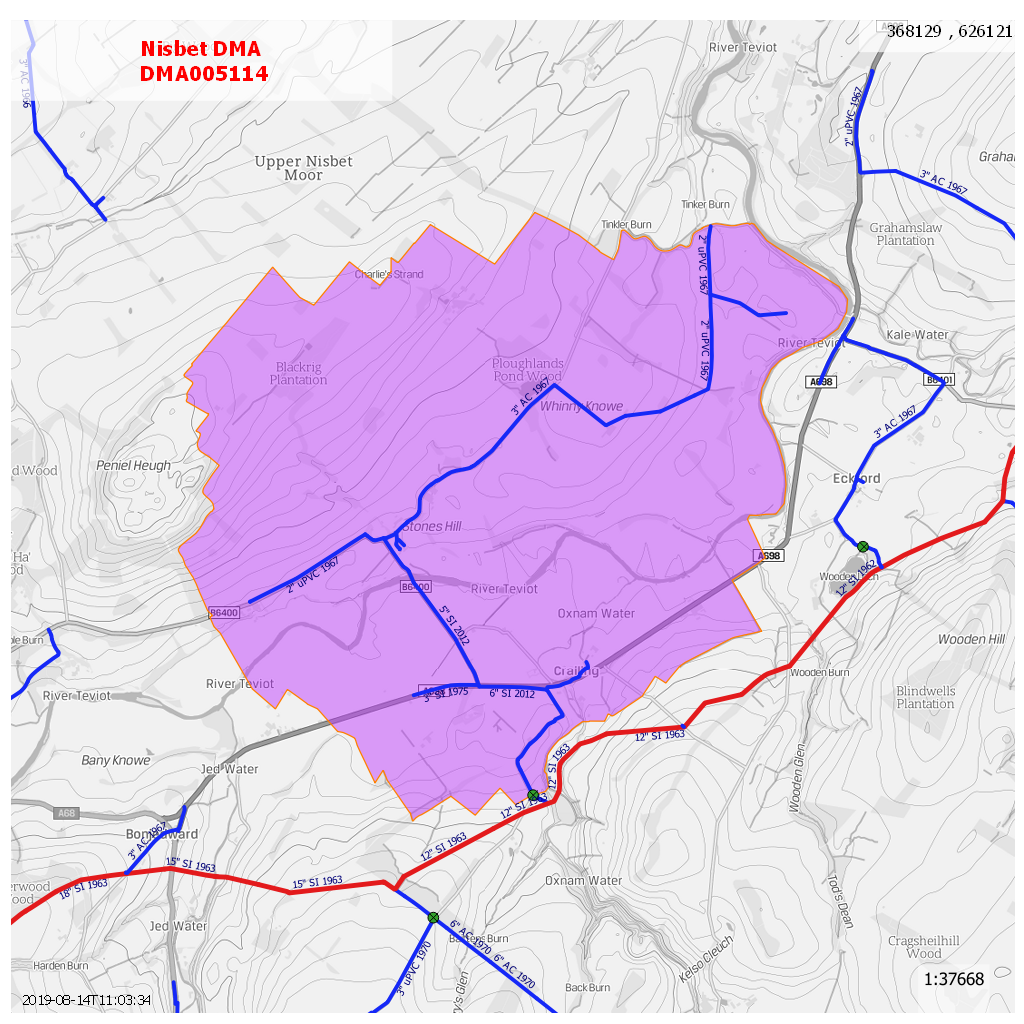 Nisbet DMA
DMA005114
368129 , 626121
River Teviot
3" AC 1996
2" uPVC 1967
Upper Nisbet
Moor
3" AC 1967
Tinkler Burn
Tinker Burn
Grahamslaw
Plantation
Charlie's Strand
2" uPVC 1967
2" uPVC 1967
Kale Water
River Teviot
Blackrig
Plantation
Ploughlands
Pond Wood
A698
B6401
3" AC 1967
Whinny Knowe
3" AC 1967
Peniel Heugh
d Wood
Eckford
Stones Hill
A698
Ha'
2" uPVC 1967
B6400
River Teviot
12" SI 1962
B6400
5" SI 2012
Oxnam Water
Wooden Hill
Crailing
Wooden Burn
River Teviot
River Teviot
3" SI 1975
6" SI 2012
Blindwells
Plantation
12" SI 1963
Bany Knowe
Jed Water
12" SI 1963
Wooden Glen
A68
12" SI 1963
3" AC 1967
12" SI 1963
15" SI 1963
15" SI 1963
18" SI 1963
Oxnam Water
Tod's Dean
Jed Water
6" AC 1970
6" AC 1970
3" uPVC 1970
Kelso Cleuch
Cragsheilhill
Wood
Harden Burn
Back Burn
1:37668
2019-08-14T11:03:34